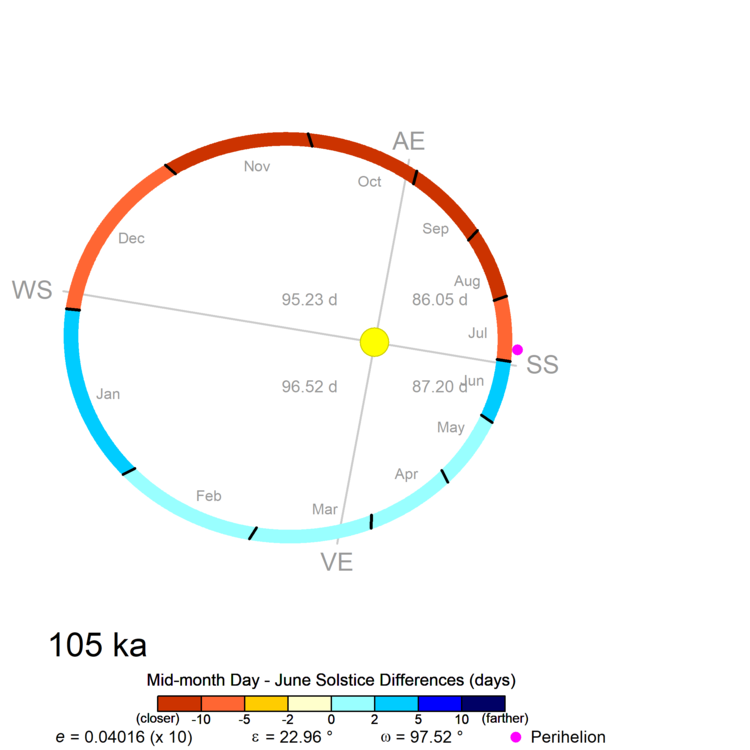 AE
Nov
Oct
Sep
Dec
Aug
WS
95.23 d
86.05 d
Jul
SS
96.52 d
87.20 d
Jun
Jan
May
Apr
Feb
Mar
VE
105 ka
Mid-month Day - June Solstice Differences (days)
(closer) -10 -5 -2 0 2 5 10 (farther)
e = 0.04016 (x 10) ε = 22.96 ° ω = 97.52 ° Perihelion